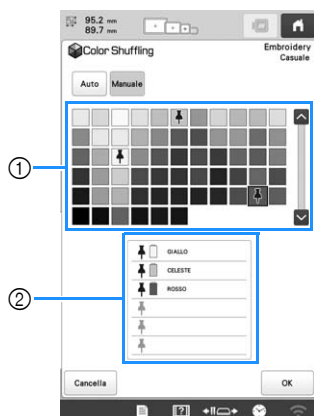 95.2 mm
89.7 mm
Color Shuffling
Embroidery
Casuale
Auto
Manuale
①
②
GIALLO
CELESTE
ROSSO
Cancella
OK